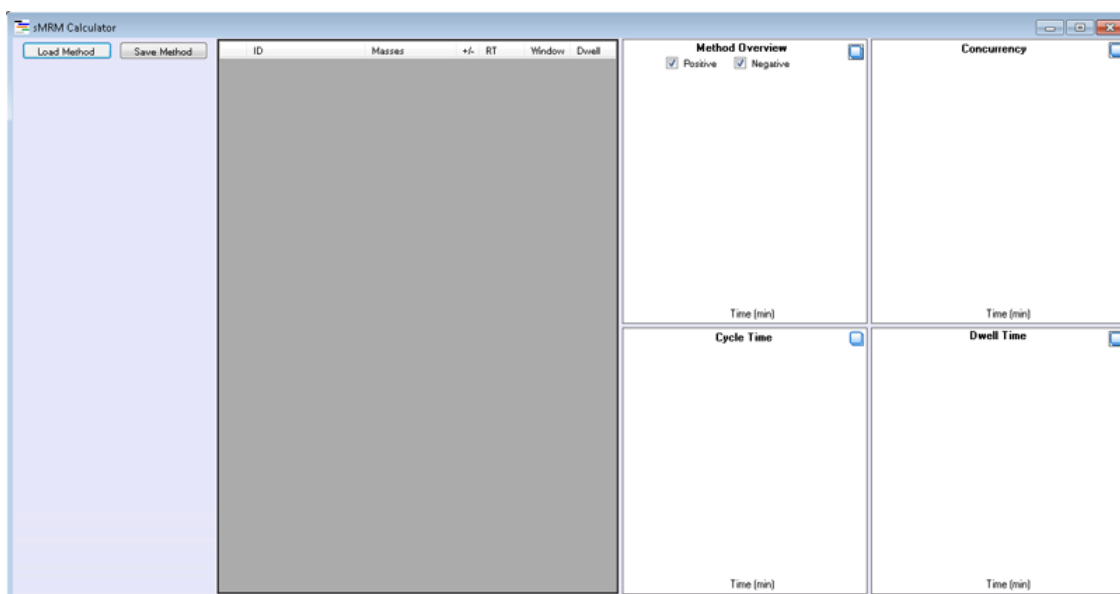 sMRM Calculator
Load Method Save Method
ID Masses +/- RT Window Dwell
Method Overview
Positive Negative
Time (min)
Concurrency
Time (min)
Cycle Time
Time (min)
Dwell Time
Time (min)